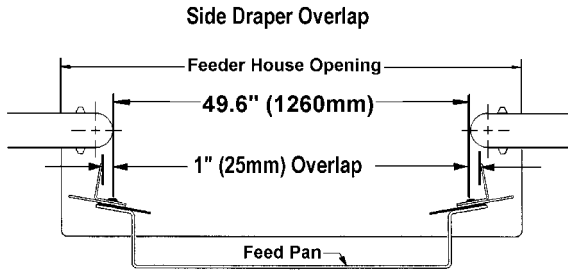 Side Draper Overlap
Feeder House Opening
49.6" (1260mm)
1" (25mm) Overlap
Feed Pan